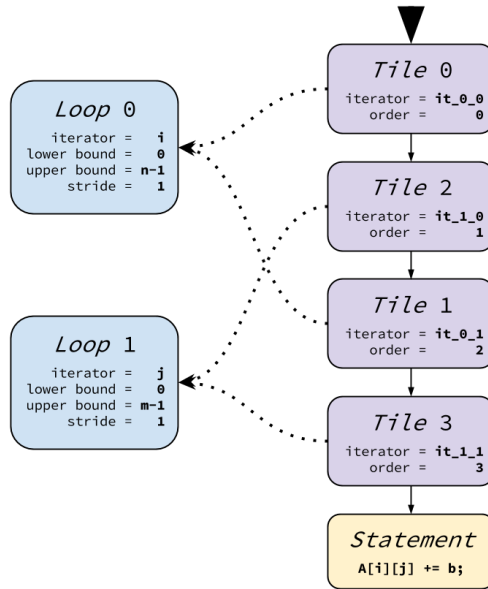 Loop 0
iterator = i
lower bound = 0
upper bound = n-1
stride = 1
Loop 1
iterator = j
lower bound = 0
upper bound = m-1
stride = 1
Tile 0
iterator = it_0_0
order = 0
Tile 2
iterator = it_1_0
order = 1
Tile 1
iterator = it_0_1
order = 2
Tile 3
iterator = it_1_1
order = 3
Statement
A[i][j] += b;